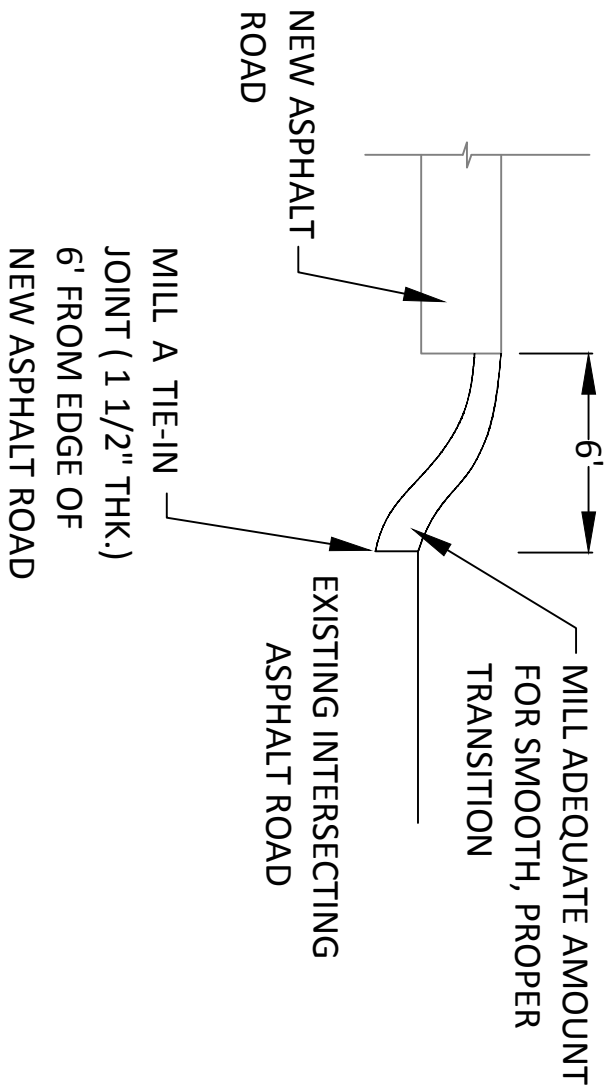 NEW ASPHALT
ROAD
6'
MILL ADEQUATE AMOUNT
FOR SMOOTH, PROPER
TRANSITION
MILL A TIE-IN
JOINT ( 1 1/2" THK.)
6' FROM EDGE OF
NEW ASPHALT ROAD
EXISTING INTERSECTING
ASPHALT ROAD